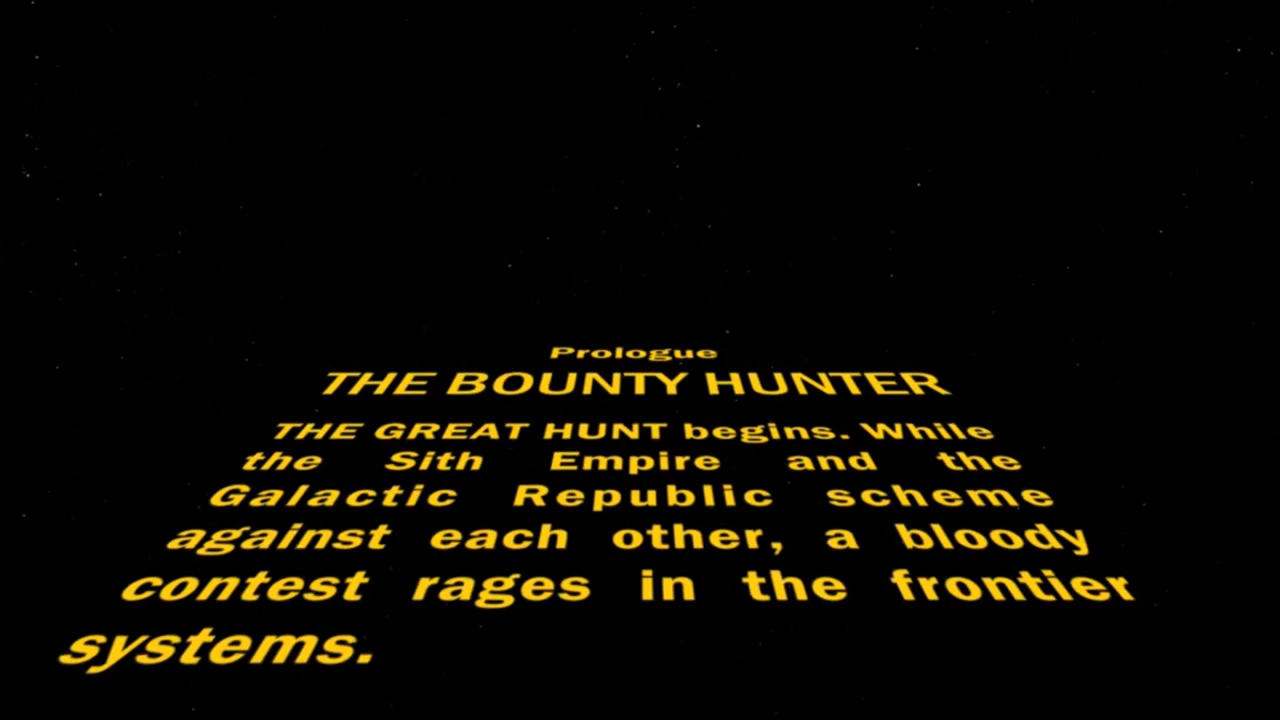 Prologue
THE BOUNTY HUNTER
THE GREAT HUNT begins. While
the Sith Empire and the
Galactic Republic scheme
against each other, a bloody
contest rages in the frontier
systems.